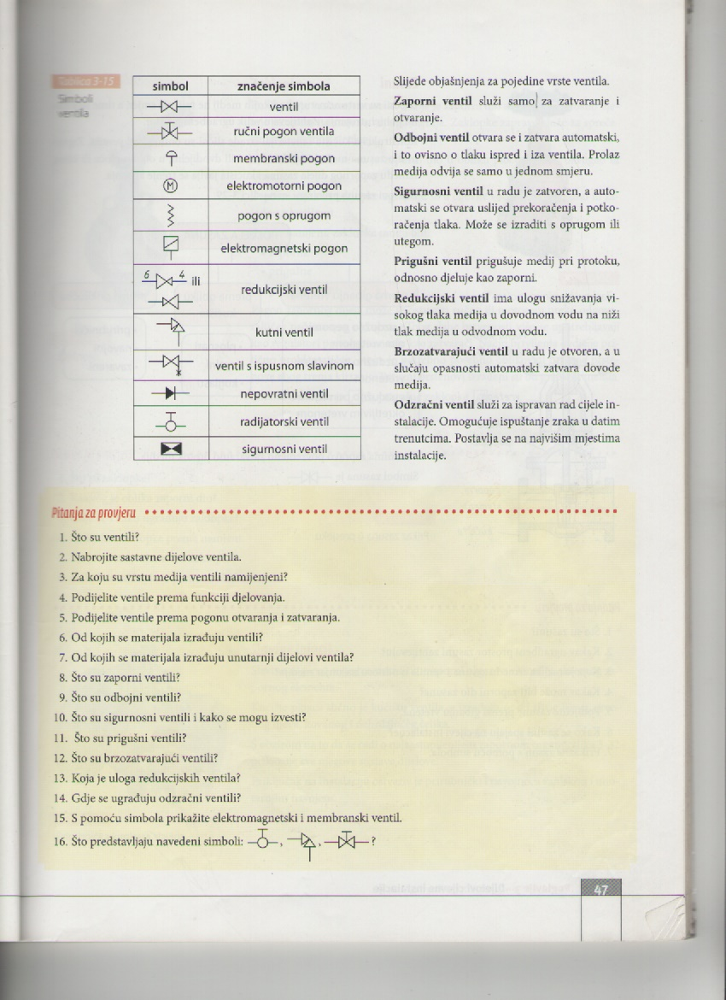 Tablica 3-15
Simboli
ventila
simbol značenje simbola
ventil
ručni pogon ventila
membranski pogon
M elektromotorni pogon
pogon s oprugom
elektromagnetski pogon
6 4 ili
redukcijski ventil
kutni ventil
ventil s ispusnom slavinom
nepovratni ventil
radijatorski ventil
sigurnosni ventil
Slijede objašnjenja za pojedine vrste ventila.
Zaporni ventil služi samo za zatvaranje i
otvaranje.
Odbojni ventil otvara se i zatvara automatski,
i to ovisno o tlaku ispred i iza ventila. Prolaz
medija odvija se samo u jednom smjeru.
Sigurnosni ventil u radu je zatvoren, a auto-
matski se otvara uslijed prekoračenja i potko-
račenja tlaka. Može se izraditi s oprugom ili
utegom.
Prigušni ventil prigušuje medij pri protoku,
odnosno djeluje kao zaporni.
Redukcijski ventil ima ulogu snižavanja vi-
sokog tlaka medija u dovodnom vodu na niži
tlak medija u odvodnom vodu.
Brzozatvarajući ventil u radu je otvoren, a u
slučaju opasnosti automatski zatvara dovode
medija.
Odzračni ventil služi za ispravan rad cijele in-
stalacije. Omogućuje ispuštanje zraka u datim
trenutcima. Postavlja se na najvišim mjestima
instalacije.
Pitanja za provjeru
1. Što su ventili?
2. Nabrojite sastavne dijelove ventila.
3. Za koju su vrstu medija ventili namijenjeni?
4. Podijelite ventile prema funkciji djelovanja.
5. Podijelite ventile prema pogonu otvaranja i zatvaranja.
6. Od kojih se materijala izrađuju ventili?
7. Od kojih se materijala izrađuju unutarnji dijelovi ventila?
8. Što su zaporni ventili?
9. Što su odbojni ventili?
10. Što su sigurnosni ventili i kako se mogu izvesti?
11. Što su prigušni ventili?
12. Što su brzozatvarajući ventili?
13. Koja je uloga redukcijskih ventila?
14. Gdje se ugrađuju odzračni ventili?
15. S pomoću simbola prikažite elektromagnetski i membranski ventil.
16. Što predstavljaju navedeni simboli: , , ?
47